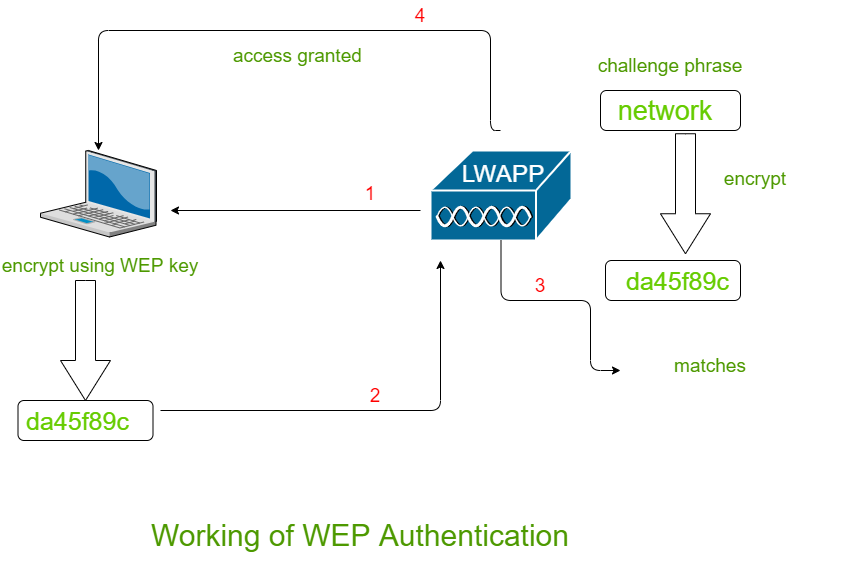 4
access granted
challenge phrase
network
LWAPP
encrypt
1
encrypt using WEP key
da45f89c
3
matches
2
da45f89c
Working of WEP Authentication